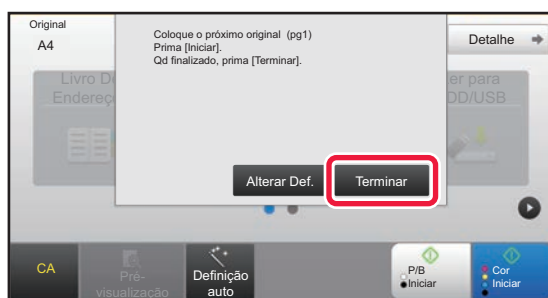 Original
A4
Coloque o próximo original  (pg1)
Prima [Iniciar].
Qd finalizado, prima [Terminar].
Detalhe
Livro D
Endereç
er para
DD/USB
Alterar Def.
Terminar
CA
Pré-
visualização
Definição
auto
P/B
Iniciar
Cor
Iniciar